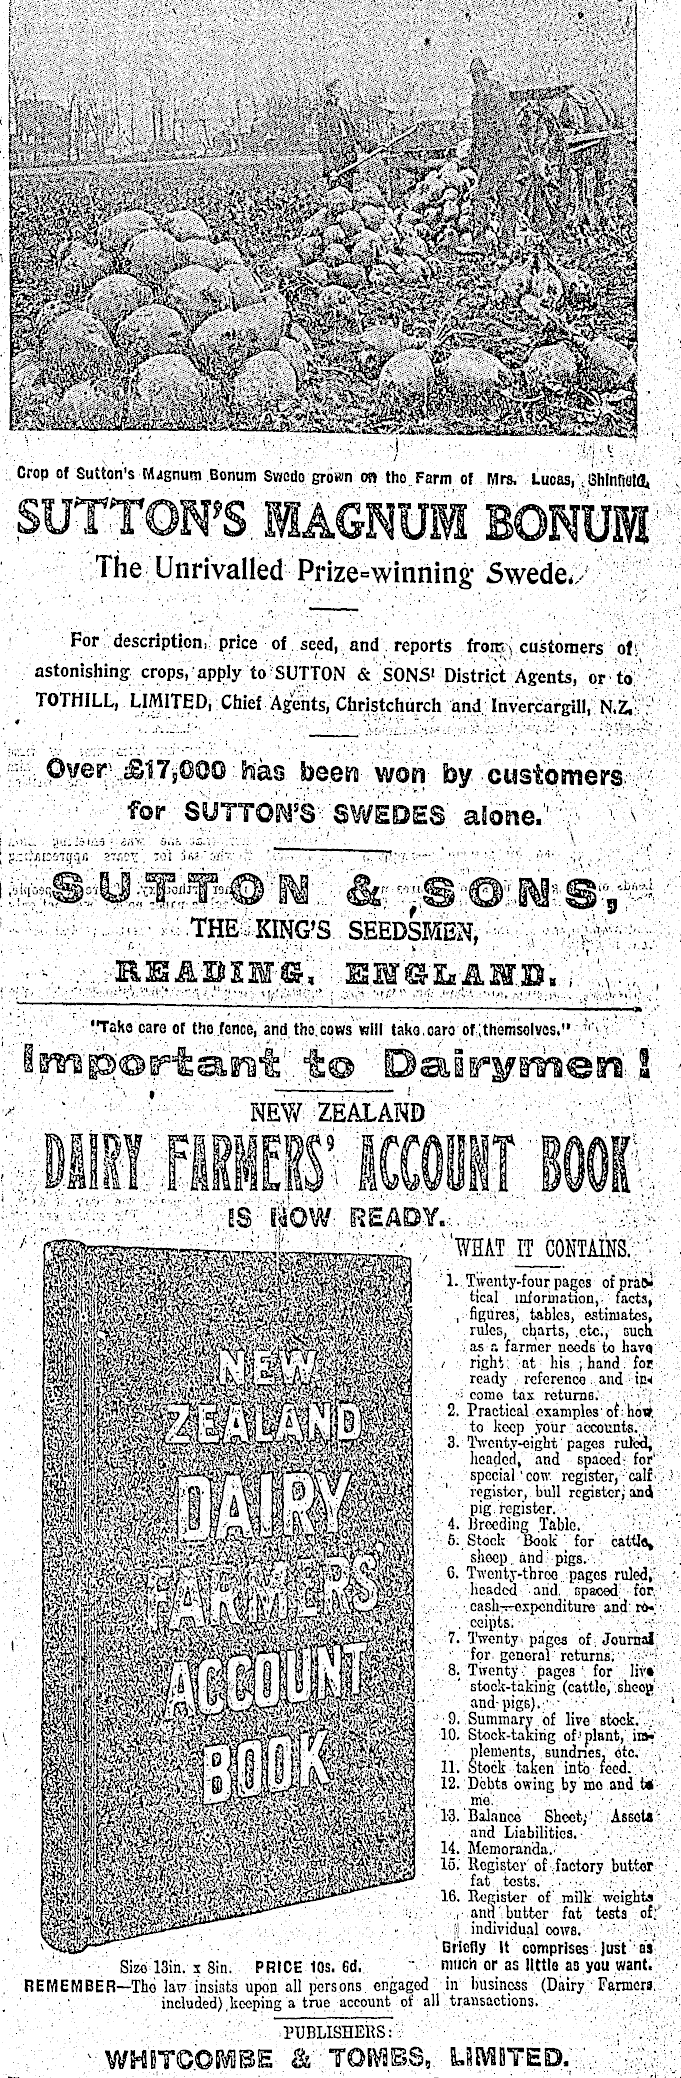 Crop of Sutton's Magnum Bonum Swede grown on the Farm of Mrs. Lucas, Shinfield.
SUTTON'S MAGNUM BONUM
The Unrivalled Prize-winning Swede.
For description, price of seed, and reports from customers of
astonishing crops, apply to SUTTON & SONS' District Agents, or to
TOTHILL, LIMITED, Chief Agents, Christchurch and Invercargill, N.Z.
Over £17,000 has been won by customers
for SUTTON'S SWEDES alone.
SUTTON & SONS,
THE KING'S SEEDSMEN,
READING, ENGLAND.
"Take care of the fence, and the cows will take care of themselves."
Important to Dairymen!
NEW ZEALAND
DAIRY FARMERS' ACCOUNT BOOK
IS NOW READY.
NEW
ZEALAND
DAIRY
FARMERS'
ACCOUNT
BOOK
WHAT IT CONTAINS.
1. Twenty-four pages of prac-
tical information, facts,
figures, tables, estimates,
rules, charts, etc., such
as a farmer needs to have
right at his hand for
ready reference and in-
come tax returns.
2. Practical examples of how
to keep your accounts.
3. Twenty-eight pages ruled,
headed, and spaced for
special cow register, calf
register, bull register, and
pig register.
4. Breeding Table.
5. Stock Book for cattle,
sheep and pigs.
6. Twenty-three pages ruled,
headed and spaced for
cash—expenditure and re-
ceipts.
7. Twenty pages of Journal
for general returns.
8. Twenty pages for live
stock-taking (cattle, sheep
and pigs).
9. Summary of live stock.
10. Stock-taking of plant, im-
plements, sundries, etc.
11. Stock taken into feed.
12. Debts owing by me and to
me.
13. Balance Sheet, Assets
and Liabilities.
14. Memoranda.
15. Register of factory butter
fat tests.
16. Register of milk weights
and butter fat tests of
individual cows.
Briefly it comprises just as
much or as little as you want.
Size 13in. x 8in. PRICE 10s. 6d.
REMEMBER—The law insists upon all persons engaged in business (Dairy Farmers
included) keeping a true account of all transactions.
PUBLISHERS:
WHITCOMBE & TOMBS, LIMITED.